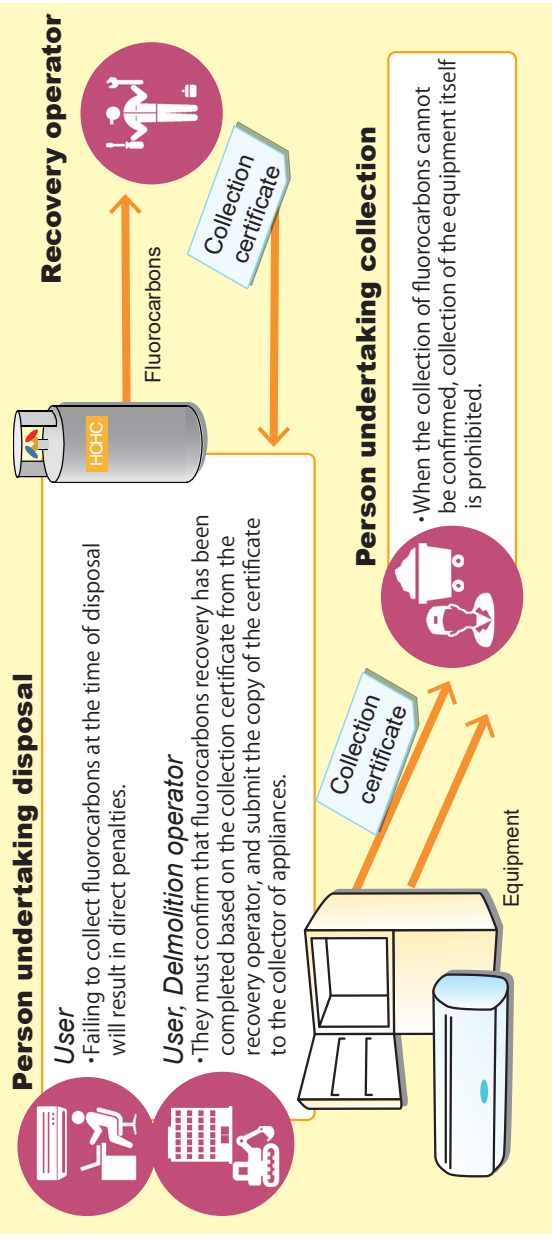 Person undertaking disposal
User
・Failing to collect fluorocarbons at the time of disposal
will result in direct penalties.
User, Delmolition operator
・They must confirm that fluorocarbons recovery has been
completed based on the collection certificate from the
recovery operator, and submit the copy of the certificate
to the collector of appliances.
HCHC
Fluorocarbons
Recovery operator
Collection
certificate
Collection
certificate
Equipment
Person undertaking collection
・When the collection of fluorocarbons cannot
be confirmed, collection of the equipment itself
is prohibited.